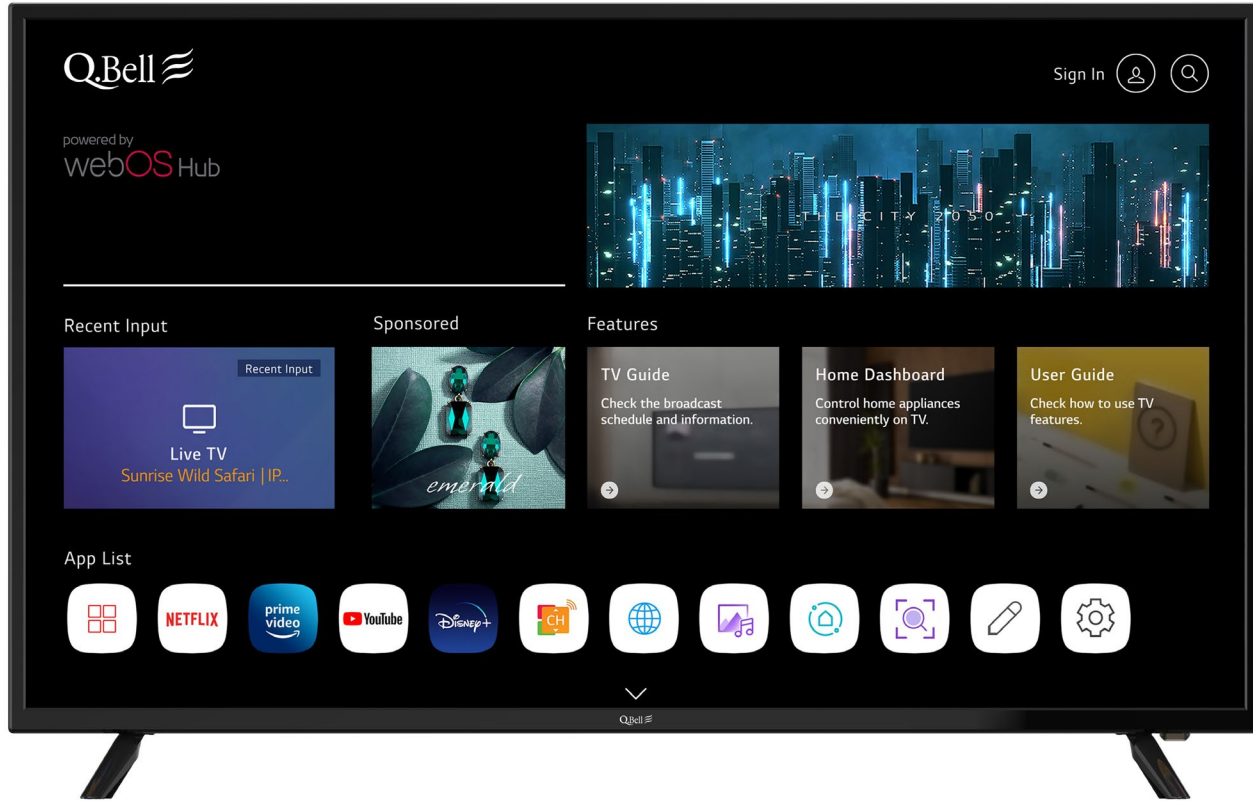 Q.Bell
Sign In
powered by
webOS Hub
THE CITY 2050
Recent Input
Sponsored
Features
Recent Input
Live TV
Sunrise Wild Safari | IP...
emerald
TV Guide
Check the broadcast
schedule and information.
Home Dashboard
Control home appliances
conveniently on TV.
User Guide
Check how to use TV
features.
?
App List
NETFLIX
prime
video
YouTube
Disney+
CH
Q.Bell